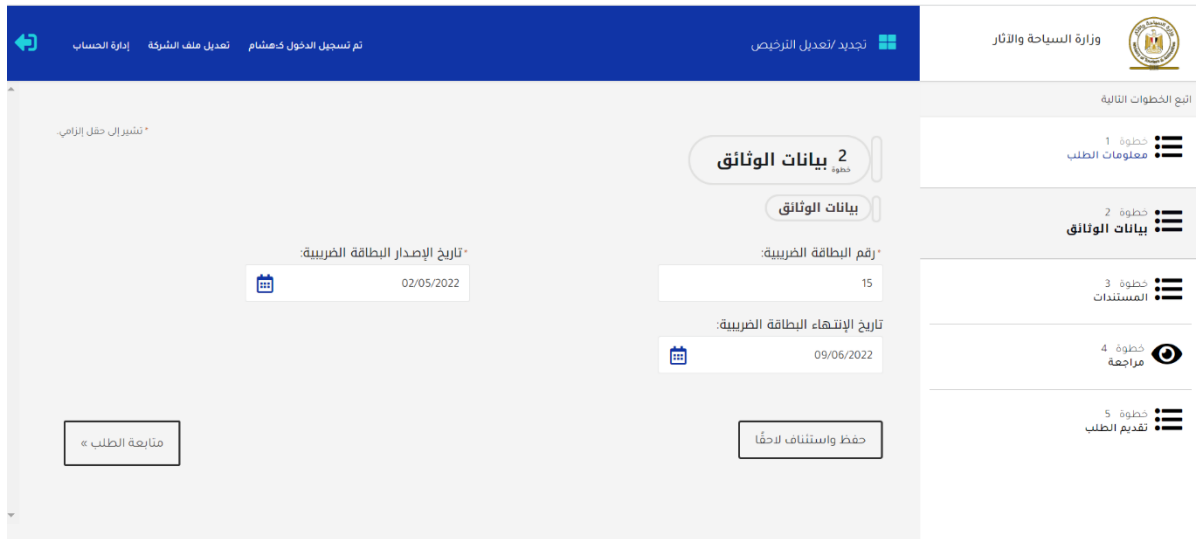 وزارة السياحة والآثار
تجديد /تعديل الترخيص
تم تسجيل الدخول كـ:هشام
تعديل ملف الشركة
إدارة الحساب
اتبع الخطوات التالية
خطوة 1
معلومات الطلب
خطوة 2
بيانات الوثائق
خطوة 3
المستندات
خطوة 4
مراجعة
خطوة 5
تقديم الطلب
* تشير إلى حقل إلزامي.
2 بيانات الوثائق
خطوة
بيانات الوثائق
*رقم البطاقة الضريبية:
15
*تاريخ الإصدار البطاقة الضريبية:
02/05/2022
تاريخ الإنتهاء البطاقة الضريبية:
09/06/2022
حفظ واستئناف لاحقًا
متابعة الطلب »